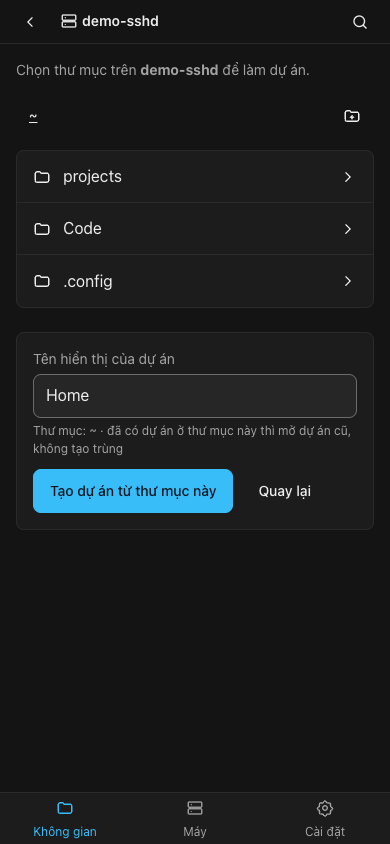 demo-sshd
Chọn thư mục trên demo-sshd để làm dự án.
~
projects
Code
.config
Tên hiển thị của dự án
Home
Thư mục: ~ · đã có dự án ở thư mục này thì mở dự án cũ,
không tạo trùng
Tạo dự án từ thư mục này
Quay lại
Không gian
Máy
Cài đặt